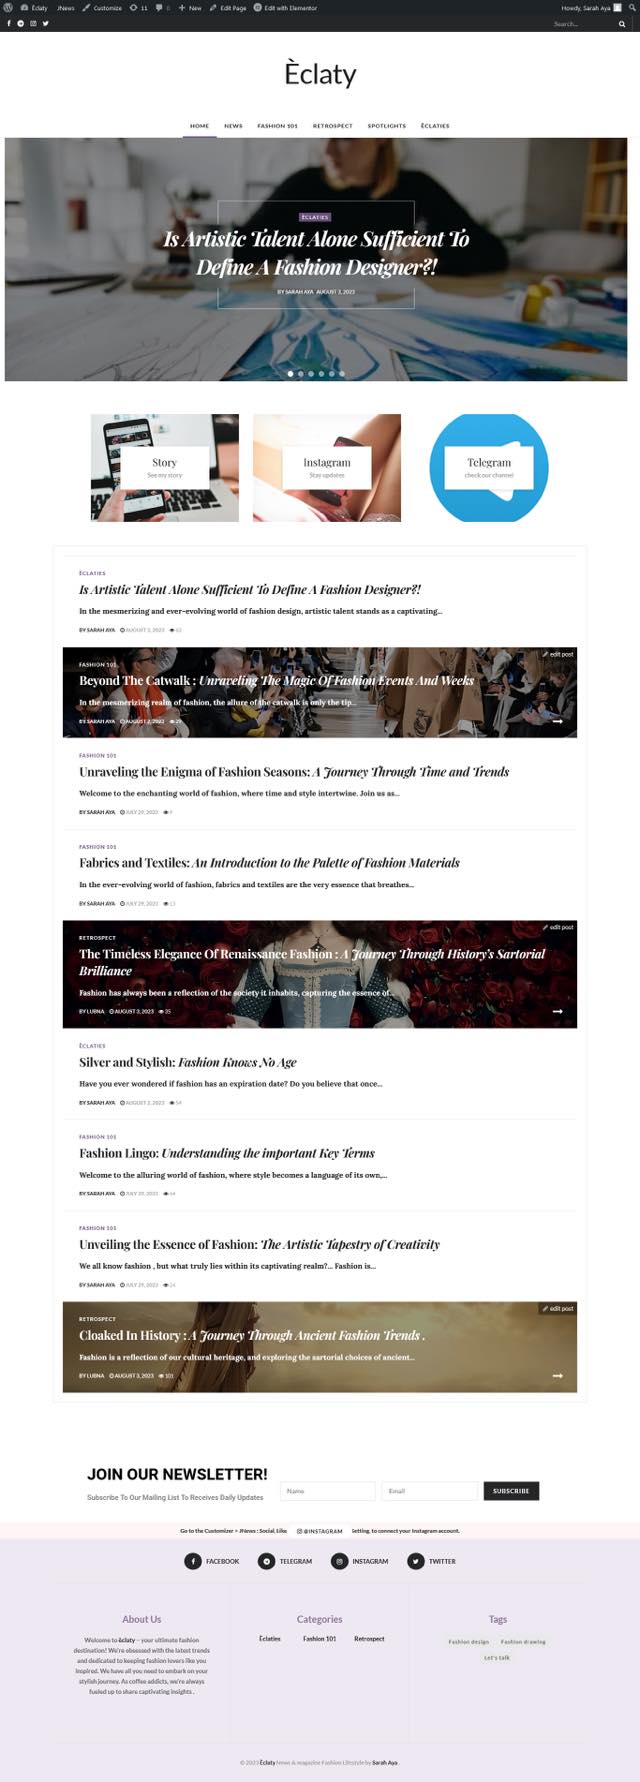 Èclaty JNews Customize 11 0 New Edit Page Edit with Elementor Howdy, Sarah Aya
Search...
Èclaty
HOME NEWS FASHION 101 RETROSPECT SPOTLIGHTS ÈCLATIES
ÈCLATIES
Is Artistic Talent Alone Sufficient To
Define A Fashion Designer?!
BY SARAH AYA AUGUST 3, 2023
Story
See my story
Instagram
Stay updates
Telegram
check our channel
ÈCLATIES
Is Artistic Talent Alone Sufficient To Define A Fashion Designer?!
In the mesmerizing and ever-evolving world of fashion design, artistic talent stands as a captivating...
BY SARAH AYA AUGUST 3, 2023
edit post
FASHION 101
Beyond The Catwalk : Unraveling The Magic Of Fashion Events And Weeks
In the mesmerizing realm of fashion, the allure of the catwalk is only the tip...
BY SARAH AYA AUGUST 2, 2023
FASHION 101
Unraveling the Enigma of Fashion Seasons: A Journey Through Time and Trends
Welcome to the enchanting world of fashion, where time and style intertwine. Join us as...
BY SARAH AYA JULY 29, 2023
FASHION 101
Fabrics and Textiles: An Introduction to the Palette of Fashion Materials
In the ever-evolving world of fashion, fabrics and textiles are the very essence that breathes...
BY SARAH AYA JULY 29, 2023 13
edit post
RETROSPECT
The Timeless Elegance Of Renaissance Fashion : A Journey Through History's Sartorial
Brilliance
Fashion has always been a reflection of the society it inhabits, capturing the essence of...
BY LUBNA AUGUST 3, 2023 35
ÈCLATIES
Silver and Stylish: Fashion Knows No Age
Have you ever wondered if fashion has an expiration date? Do you believe that once...
BY SARAH AYA AUGUST 2, 2023 54
FASHION 101
Fashion Lingo: Understanding the important Key Terms
Welcome to the alluring world of fashion, where style becomes a language of its own,...
BY SARAH AYA JULY 29, 2023
FASHION 101
Unveiling the Essence of Fashion: The Artistic Tapestry of Creativity
We all know fashion , but what truly lies within its captivating realm?... Fashion is...
BY SARAH AYA JULY 29, 2023
edit post
RETROSPECT
Cloaked In History : A Journey Through Ancient Fashion Trends .
Fashion is a reflection of our cultural heritage, and exploring the sartorial choices of ancient...
BY LUBNA AUGUST 3, 2023 101
JOIN OUR NEWSLETTER!
Subscribe To Our Mailing List To Receives Daily Updates
Name Email SUBSCRIBE
Go to the Customizer > JNews : Social, Like @INSTAGRAM Setting, to connect your Instagram account.
FACEBOOK TELEGRAM INSTAGRAM TWITTER
About Us
Welcome to èclaty – your ultimate fashion
destination! We're obsessed with the latest trends
and dedicated to keeping fashion lovers like you
inspired. We have all you need to embark on your
stylish journey. As coffee addicts, we're always
fueled up to share captivating insights .
Categories
Èclaties Fashion 101 Retrospect
Tags
Fashion design Fashion drawing
Let's talk
© 2023 Èclaty News & magazine Fashion Lifestyle by Sarah Aya .